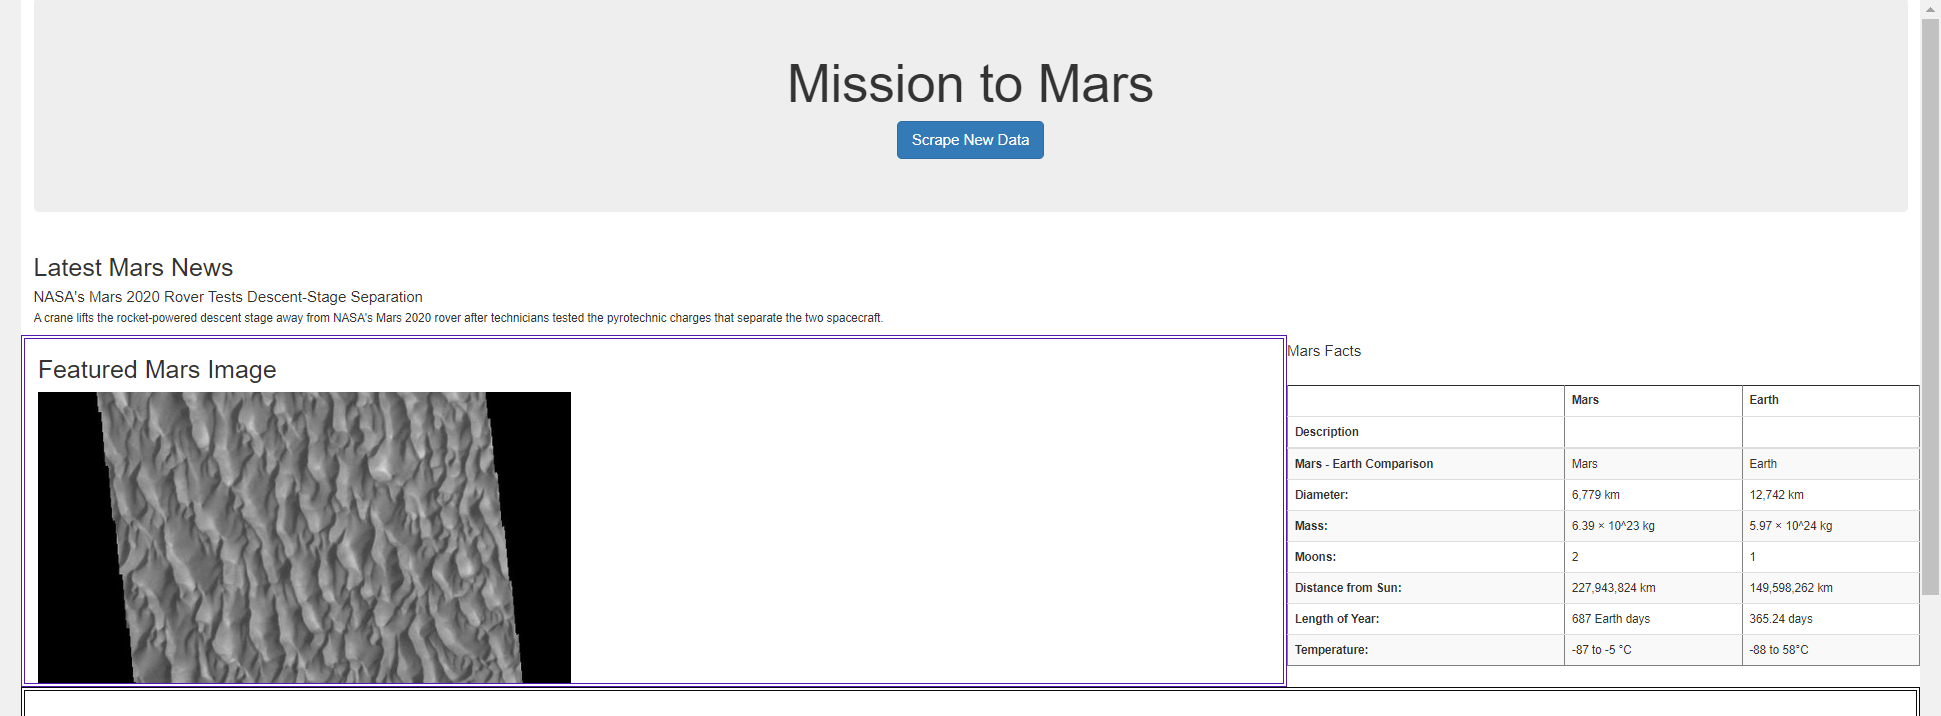 Mission to Mars
Scrape New Data
Latest Mars News
NASA's Mars 2020 Rover Tests Descent-Stage Separation
A crane lifts the rocket-powered descent stage away from NASA's Mars 2020 rover after technicians tested the pyrotechnic charges that separate the two spacecraft.
Featured Mars Image
Mars Facts
Mars Earth
Description
Mars - Earth Comparison Mars Earth
Diameter: 6,779 km 12,742 km
Mass: 6.39 × 10^23 kg 5.97 × 10^24 kg
Moons: 2 1
Distance from Sun: 227,943,824 km 149,598,262 km
Length of Year: 687 Earth days 365.24 days
Temperature: -87 to -5 °C -88 to 58°C